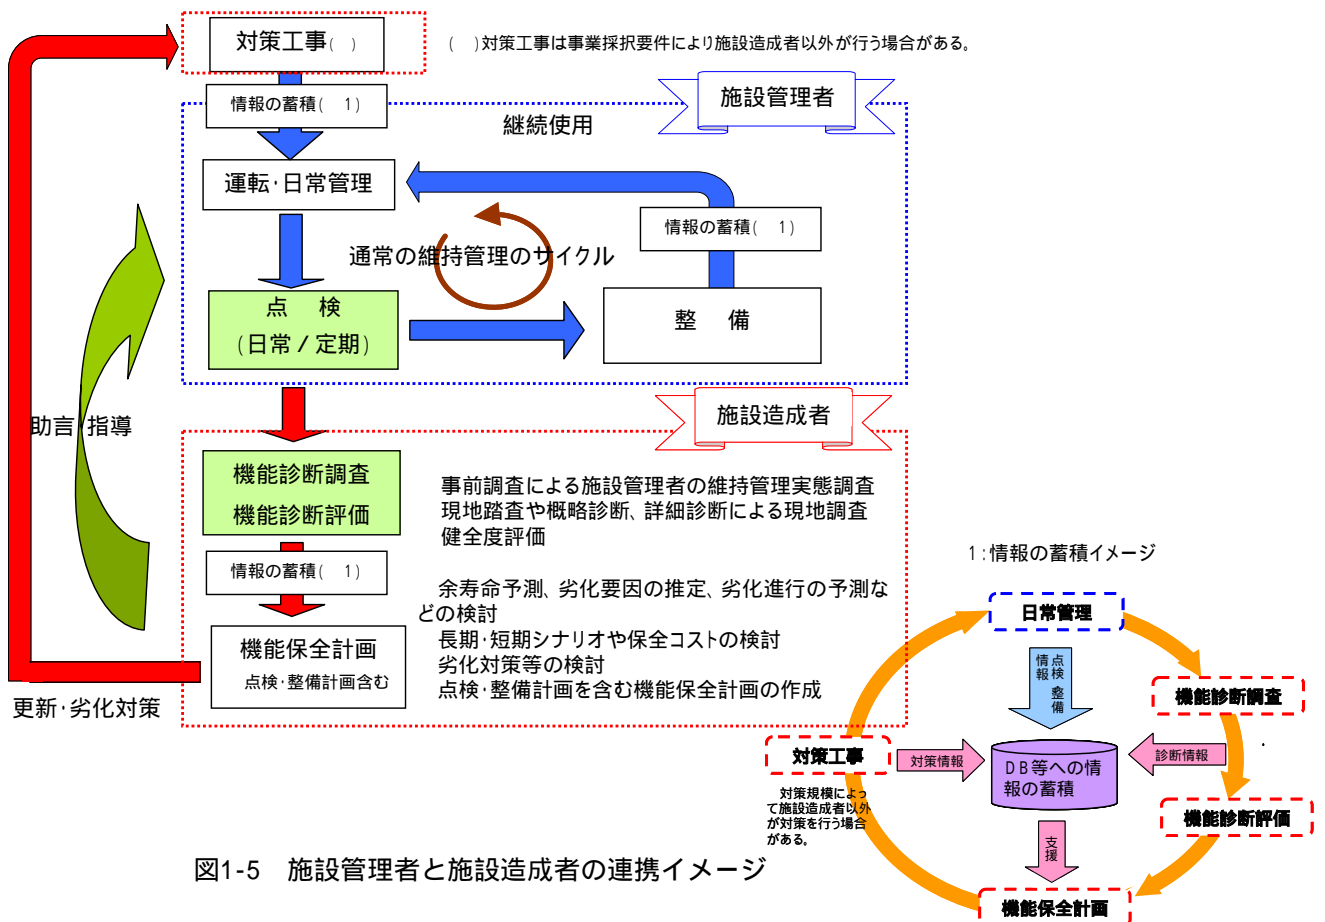 対策工事(　)
(　)対策工事は事業採択要件により施設造成者以外が行う場合がある。
情報の蓄積(　1)
施設管理者
継続使用
運転･日常管理
情報の蓄積(　1)
通常の維持管理のサイクル
点　検
(日常／定期)
整　備
施設造成者
助言 指導
機能診断調査
機能診断評価
事前調査による施設管理者の維持管理実態調査
現地踏査や概略診断、詳細診断による現地調査
健全度評価
情報の蓄積(　1)
余寿命予測、劣化要因の推定、劣化進行の予測な
どの検討
長期･短期シナリオや保全コストの検討
劣化対策等の検討
点検･整備計画を含む機能保全計画の作成
機能保全計画
点検･整備計画含む
更新･劣化対策
1:情報の蓄積イメージ
日常管理
点検 整備
情報
機能診断調査
対策工事
対策情報
DB等への情
報の蓄積
診断情報
対策規模によっ
て施設造成者以外
が対策を行う場合
がある。
機能診断評価
支援
機能保全計画
図1-5　施設管理者と施設造成者の連携イメージ